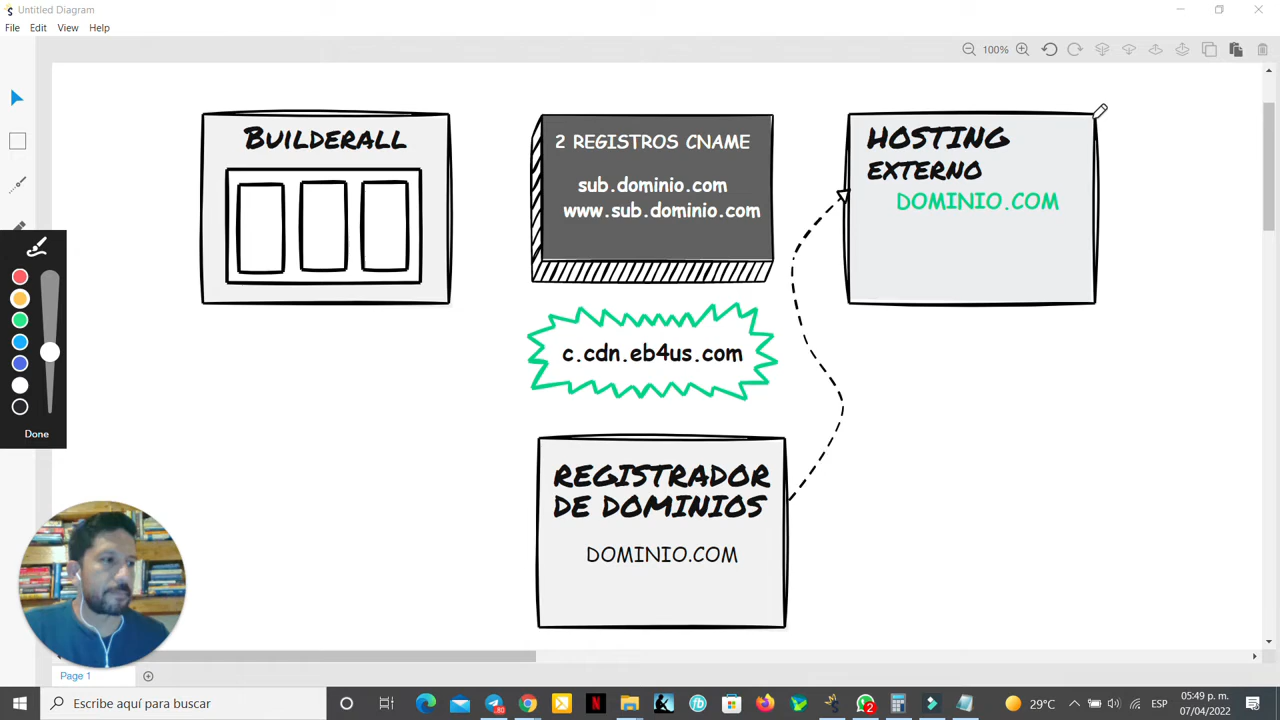 Untitled Diagram
File Edit View Help
100%
BUILDERALL
2 REGISTROS CNAME
sub.dominio.com
www.sub.dominio.com
HOSTING
EXTERNO
DOMINIO.COM
c.cdn.eb4us.com
REGISTRADOR
DE DOMINIOS
DOMINIO.COM
Done
Page 1
Escribe aquí para buscar
80
2
29°C
ESP
05:49 p. m.
07/04/2022